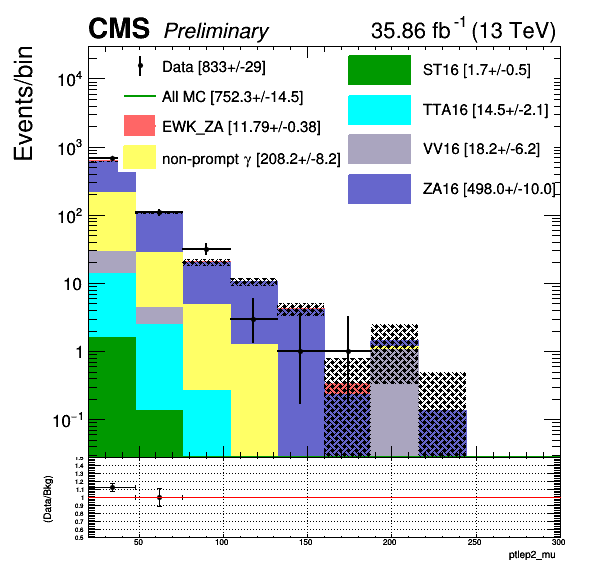 CMS Preliminary 35.86 fb⁻¹ (13 TeV)
Events/bin
10⁴
10³
10²
10
1
10⁻¹
Data [833+/-29]
All MC [752.3+/-14.5]
EWK_ZA [11.79+/-0.38]
non-prompt γ [208.2+/-8.2]
ST16 [1.7+/-0.5]
TTA16 [14.5+/-2.1]
VV16 [18.2+/-6.2]
ZA16 [498.0+/-10.0]
(Data/Bkg)
1.5
1.4
1.3
1.2
1.1
1
0.9
0.8
0.7
0.6
0.5
50 100 150 200 250 300
ptlep2_mu